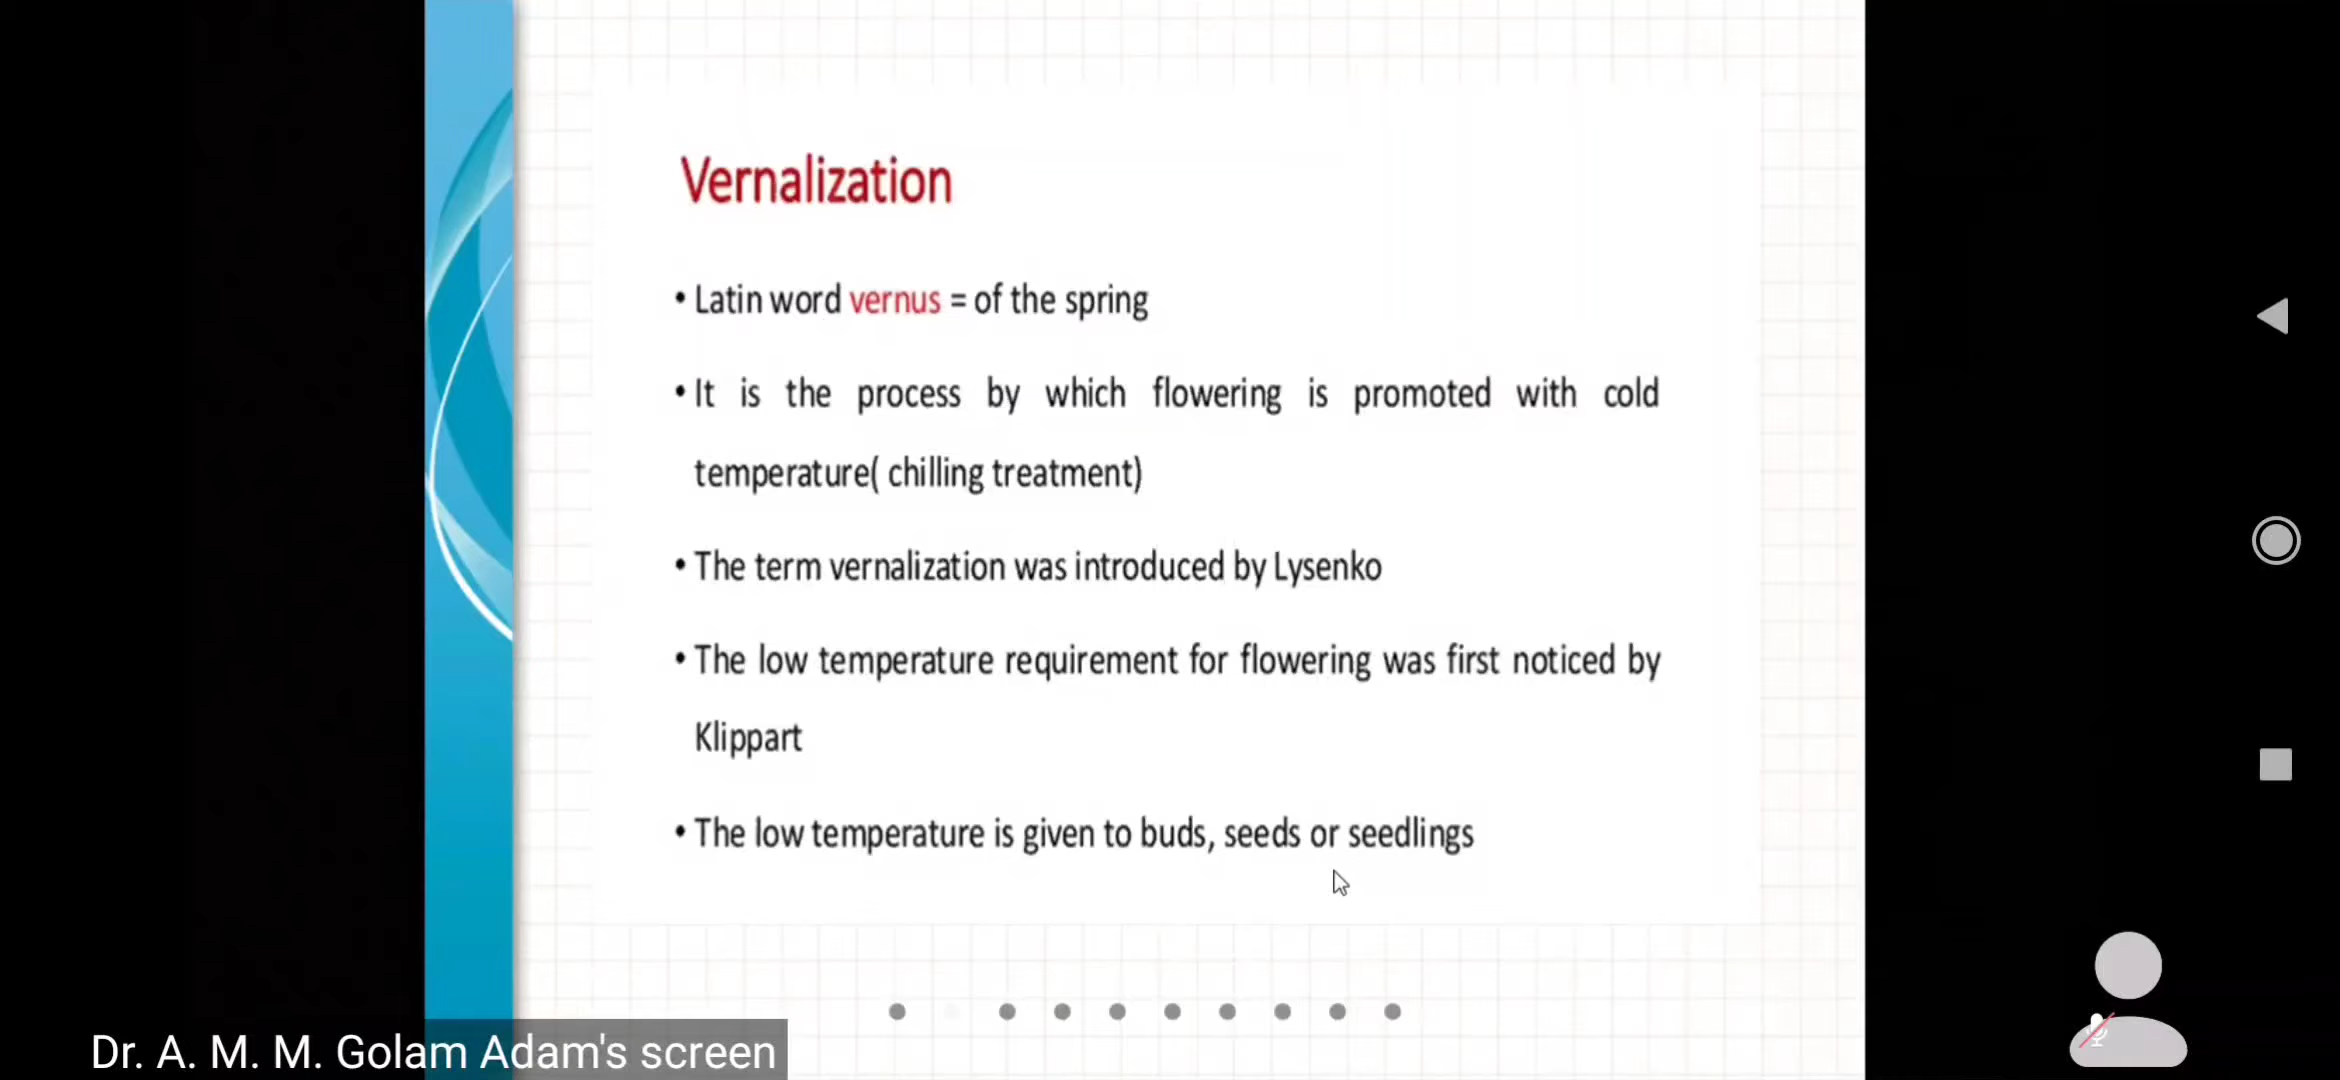 Vernalization
• Latin word vernus = of the spring
• It is the process by which flowering is promoted with cold
temperature( chilling treatment)
• The term vernalization was introduced by Lysenko
• The low temperature requirement for flowering was first noticed by
Klippart
• The low temperature is given to buds, seeds or seedlings
Dr. A. M. M. Golam Adam's screen